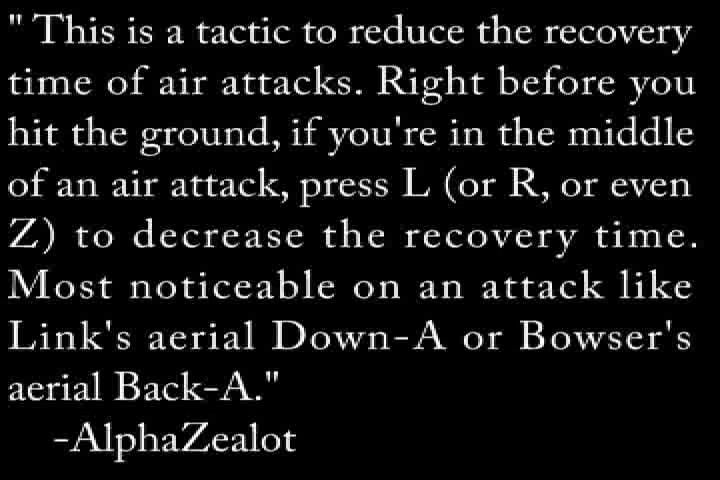 " This is a tactic to reduce the recovery
time of air attacks. Right before you
hit the ground, if you're in the middle
of an air attack, press L (or R, or even
Z) to decrease the recovery time.
Most noticeable on an attack like
Link's aerial Down-A or Bowser's
aerial Back-A."
-AlphaZealot